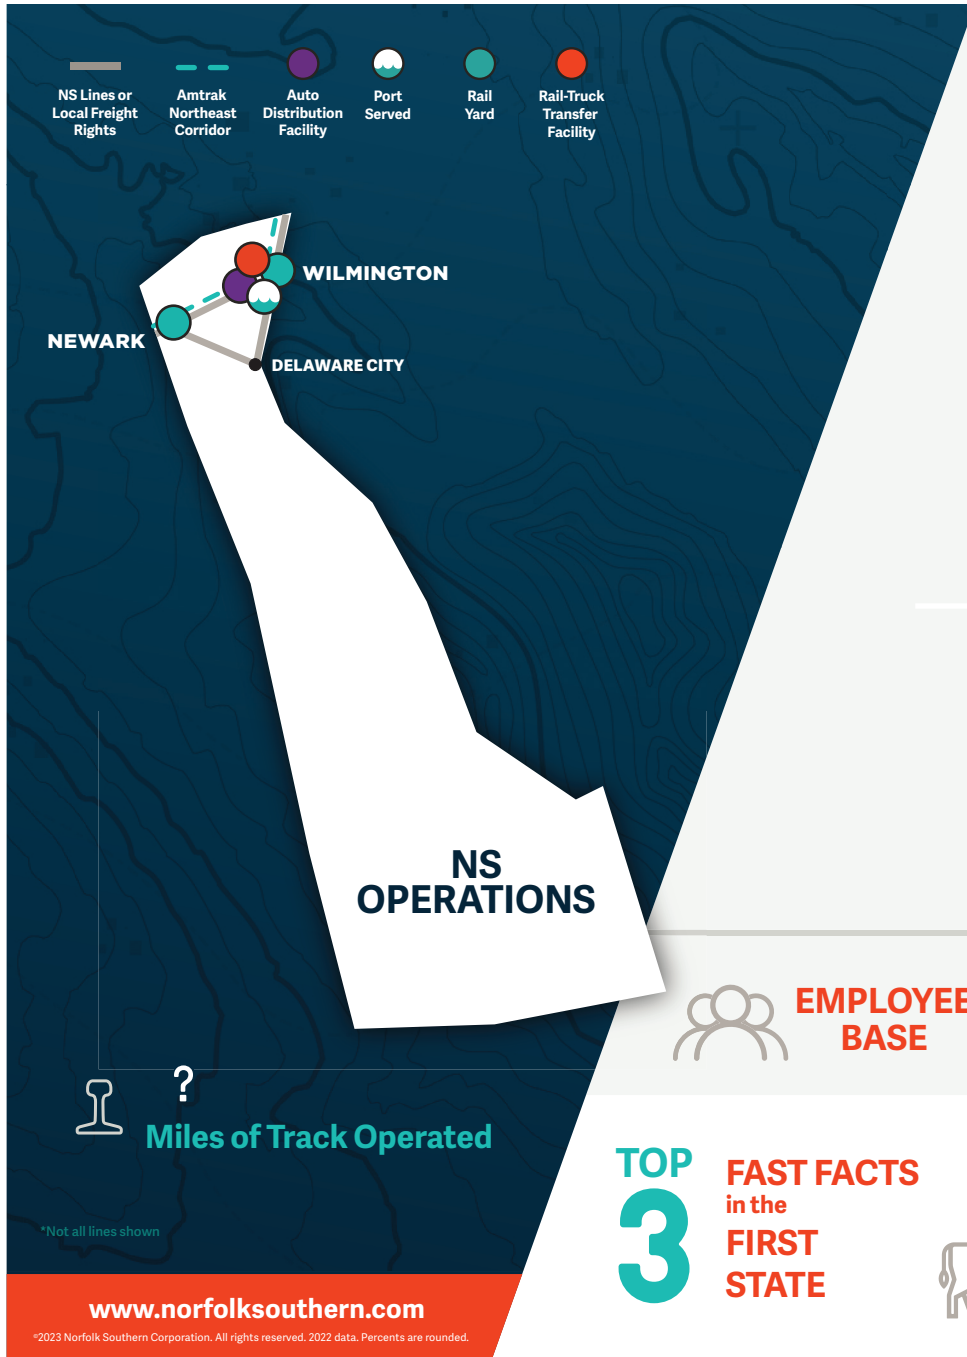 NS Lines or
Local Freight
Rights
Amtrak
Northeast
Corridor
Auto
Distribution
Facility
Port
Served
Rail
Yard
Rail-Truck
Transfer
Facility
WILMINGTON
NEWARK
DELAWARE CITY
NS
OPERATIONS
EMPLOYEE
BASE
?
Miles of Track Operated
TOP
3
FAST FACTS
in the
FIRST
STATE
*Not all lines shown
www.norfolksouthern.com
©2023 Norfolk Southern Corporation. All rights reserved. 2022 data. Percents are rounded.